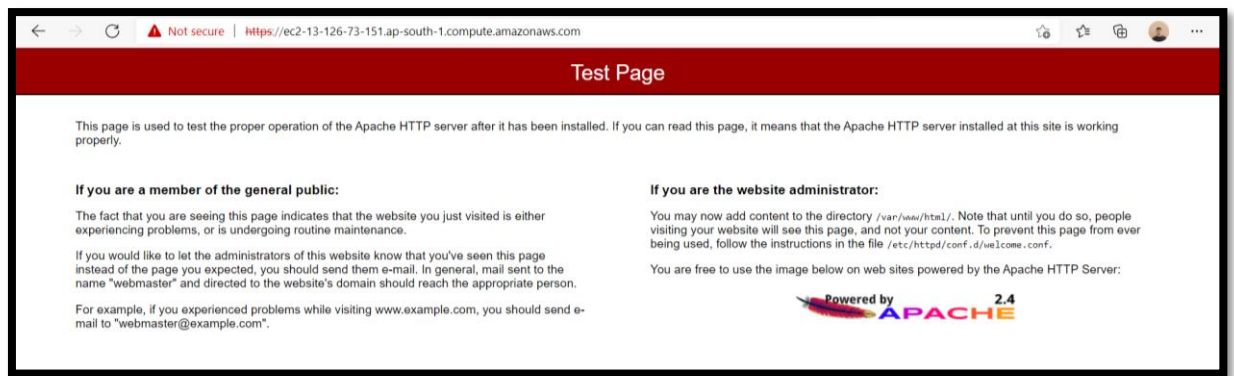 Not secure | https://ec2-13-126-73-151.ap-south-1.compute.amazonaws.com
Test Page
This page is used to test the proper operation of the Apache HTTP server after it has been installed. If you can read this page, it means that the Apache HTTP server installed at this site is working
properly.
If you are a member of the general public:
The fact that you are seeing this page indicates that the website you just visited is either
experiencing problems, or is undergoing routine maintenance.
If you would like to let the administrators of this website know that you've seen this page
instead of the page you expected, you should send them e-mail. In general, mail sent to the
name "webmaster" and directed to the website's domain should reach the appropriate person.
For example, if you experienced problems while visiting www.example.com, you should send e-
mail to "webmaster@example.com".
If you are the website administrator:
You may now add content to the directory /var/www/html/. Note that until you do so, people
visiting your website will see this page, and not your content. To prevent this page from ever
being used, follow the instructions in the file /etc/httpd/conf.d/welcome.conf.
You are free to use the image below on web sites powered by the Apache HTTP Server:
Powered by 2.4
APACHE